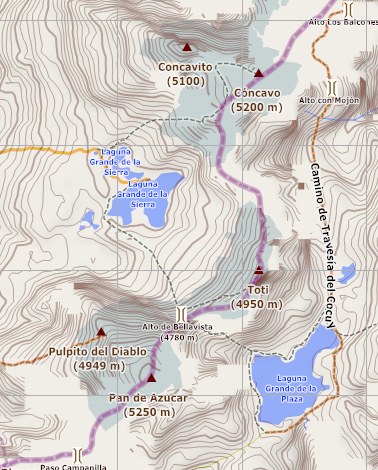 Alto Los Balcones
Concavito
(5100)
Cóncavo
(5200 m)
Alto con Mojón
Laguna
Grande de la
Sierra
Laguna
Grande de la
Sierra
Camino de Travesía del Cocuy
Toti
(4950 m)
Alto de Bellavista
(4780 m)
Pulpito del Diablo
(4949 m)
Pan de Azucar
(5250 m)
Laguna
Grande de la
Plaza
Paso Campanilla